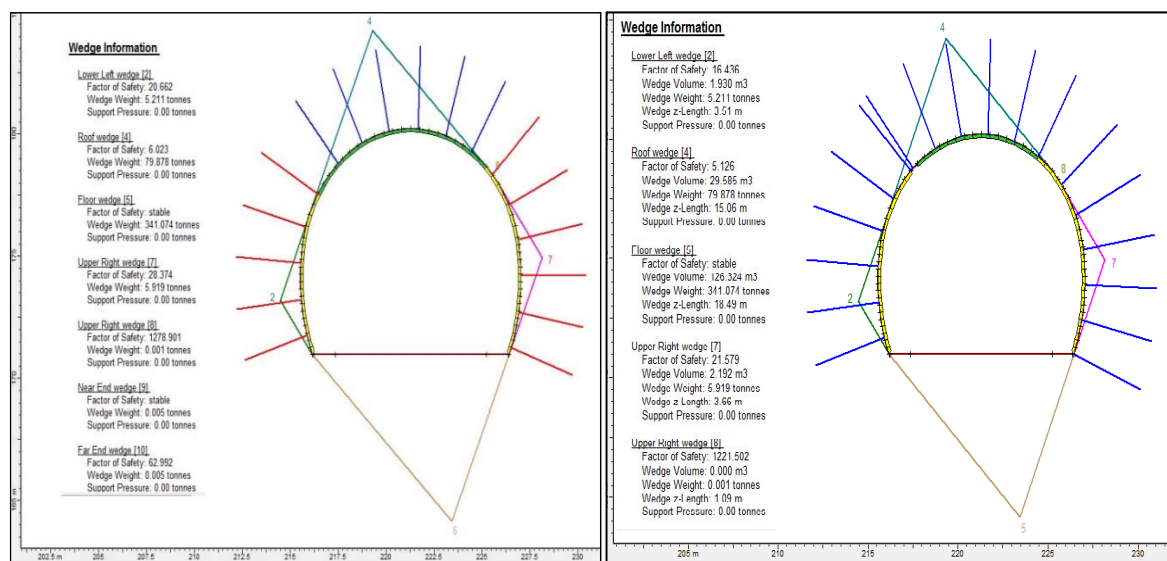 Wedge Information
Lower Left wedge [2]
Factor of Safety: 20.662
Wedge Weight: 5.211 tonnes
Support Pressure: 0.00 tonnes
Roof wedge [4]
Factor of Safety: 6.023
Wedge Weight: 79.878 tonnes
Support Pressure: 0.00 tonnes
Floor wedge [5]
Factor of Safety: stable
Wedge Weight: 341.074 tonnes
Support Pressure: 0.00 tonnes
Upper Right wedge [7]
Factor of Safety: 28.374
Wedge Weight: 5.919 tonnes
Support Pressure: 0.00 tonnes
Upper Right wedge [8]
Factor of Safety: 1278.901
Wedge Weight: 0.001 tonnes
Support Pressure: 0.00 tonnes
Near End wedge [9]
Factor of Safety: stable
Wedge Weight: 0.005 tonnes
Support Pressure: 0.00 tonnes
Far End wedge [10]
Factor of Safety: 62.992
Wedge Weight: 0.005 tonnes
Support Pressure: 0.00 tonnes
4
8
7
2
5
180
175
170
165 m
202.5 m 205 207.5 210 212.5 215 217.5 220 222.5 225 227.5 230
Wedge Information
Lower Left wedge [2]
Factor of Safety: 16.436
Wedge Volume: 1.930 m3
Wedge Weight: 5.211 tonnes
Wedge z-Length: 3.51 m
Support Pressure: 0.00 tonnes
Roof wedge [4]
Factor of Safety: 5.126
Wedge Volume: 29.585 m3
Wedge Weight: 79.878 tonnes
Wedge z-Length: 15.06 m
Support Pressure: 0.00 tonnes
Floor wedge [5]
Factor of Safety: stable
Wedge Volume: 126.324 m3
Wedge Weight: 341.074 tonnes
Wedge z-Length: 18.49 m
Support Pressure: 0.00 tonnes
Upper Right wedge [7]
Factor of Safety: 21.579
Wedge Volume: 2.192 m3
Wedge Weight: 5.919 tonnes
Wedge z Length: 3.66 m
Support Pressure: 0.00 tonnes
Upper Right wedge [8]
Factor of Safety: 1221.502
Wedge Volume: 0.000 m3
Wedge Weight: 0.001 tonnes
Wedge z-Length: 1.09 m
Support Pressure: 0.00 tonnes
4
8
7
2
5
205 m 210 215 220 225 230